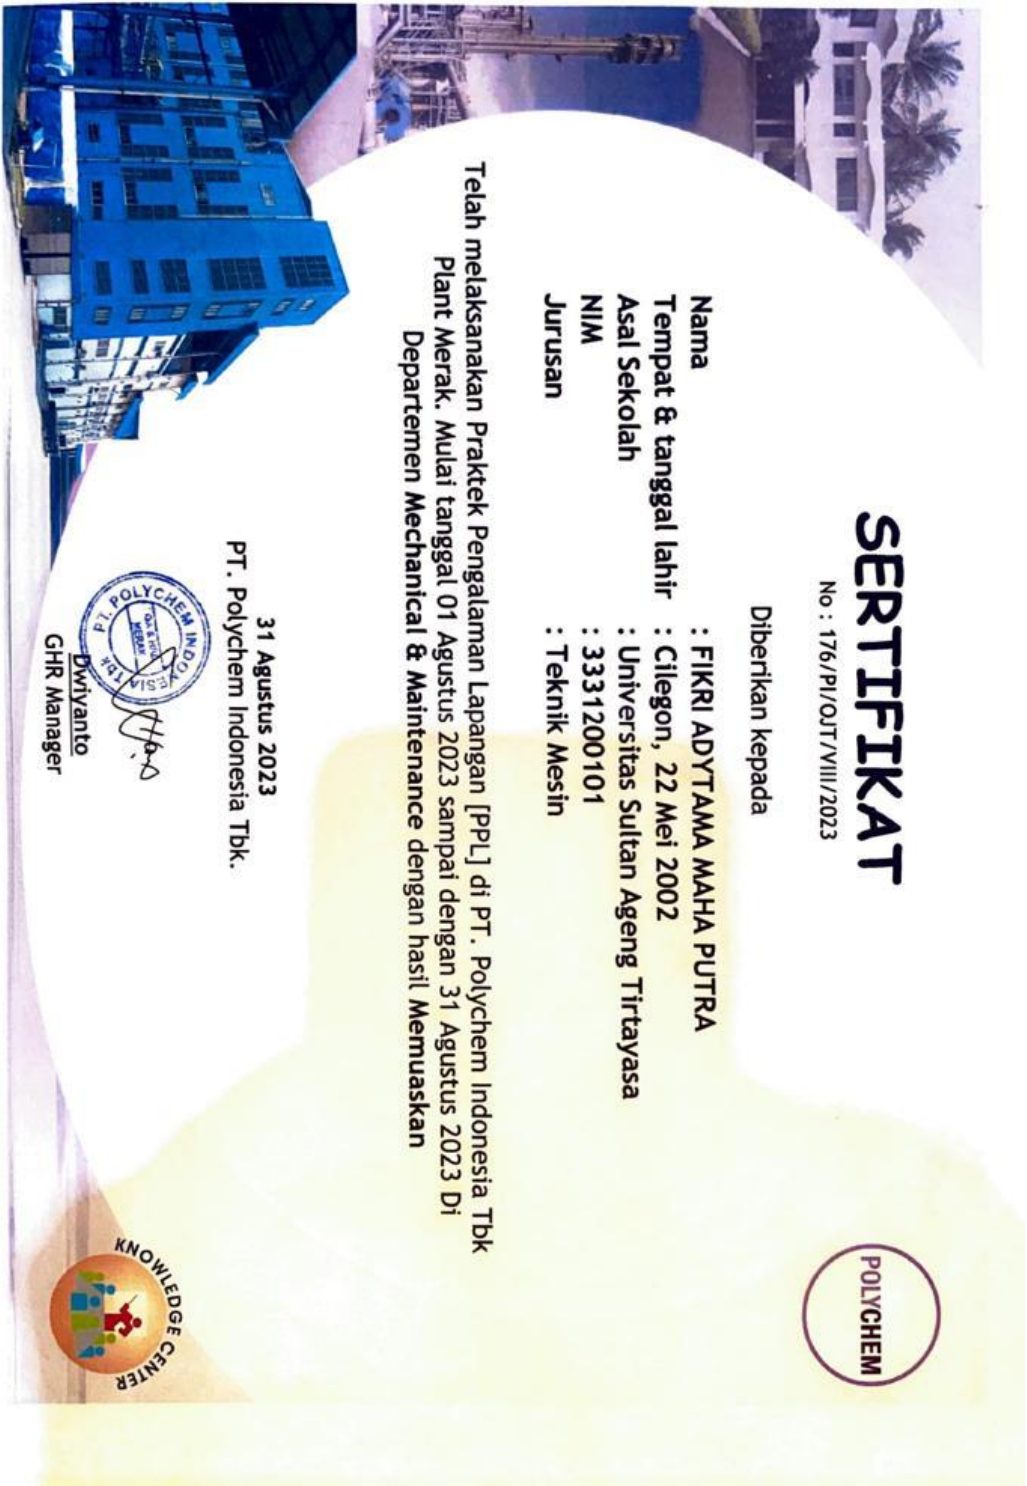 SERTIFIKAT
No : 176/PI/OJT/VIII/2023
POLYCHEM
Diberikan kepada
Nama : FIKRI ADYTAMA MAHA PUTRA
Tempat & tanggal lahir : Cilegon, 22 Mei 2002
Asal Sekolah : Universitas Sultan Ageng Tirtayasa
NIM : 3331200101
Jurusan : Teknik Mesin
Telah melaksanakan Praktek Pengalaman Lapangan [PPL] di PT. Polychem Indonesia Tbk
Plant Merak. Mulai tanggal 01 Agustus 2023 sampai dengan 31 Agustus 2023 Di
Departemen Mechanical & Maintenance dengan hasil Memuaskan
31 Agustus 2023
PT. Polychem Indonesia Tbk.
PT. POLYCHEM INDONESIA Tbk
MERAK
Dwiyanto
GHR Manager
KNOWLEDGE CENTER